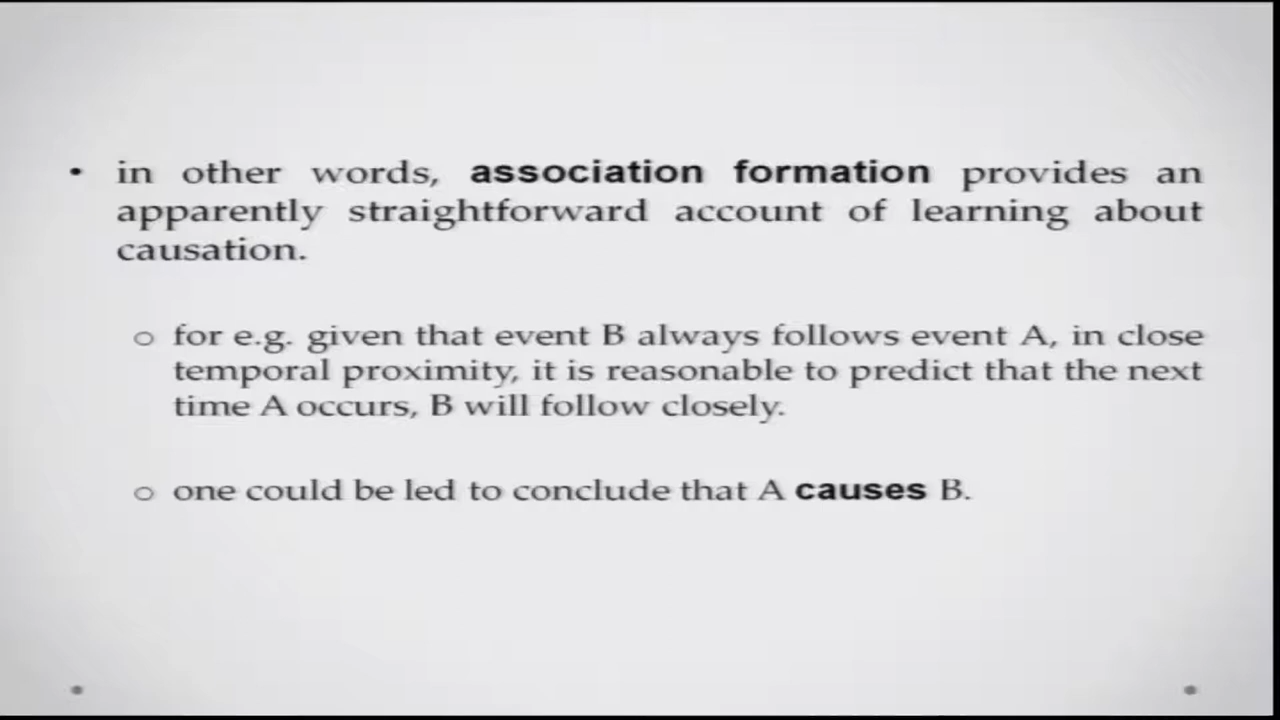 • in other words, association formation provides an
apparently straightforward account of learning about
causation.
o for e.g. given that event B always follows event A, in close
temporal proximity, it is reasonable to predict that the next
time A occurs, B will follow closely.
o one could be led to conclude that A causes B.